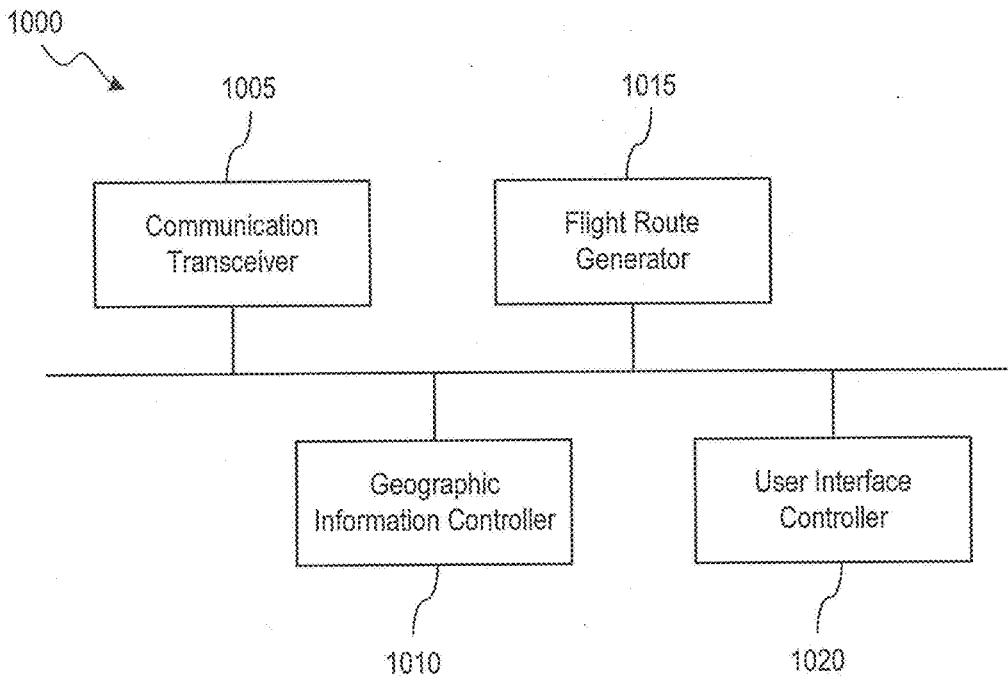 1000
1005
1015
Communication
Transceiver
Flight Route
Generator
Geographic
Information Controller
User Interface
Controller
1010
1020